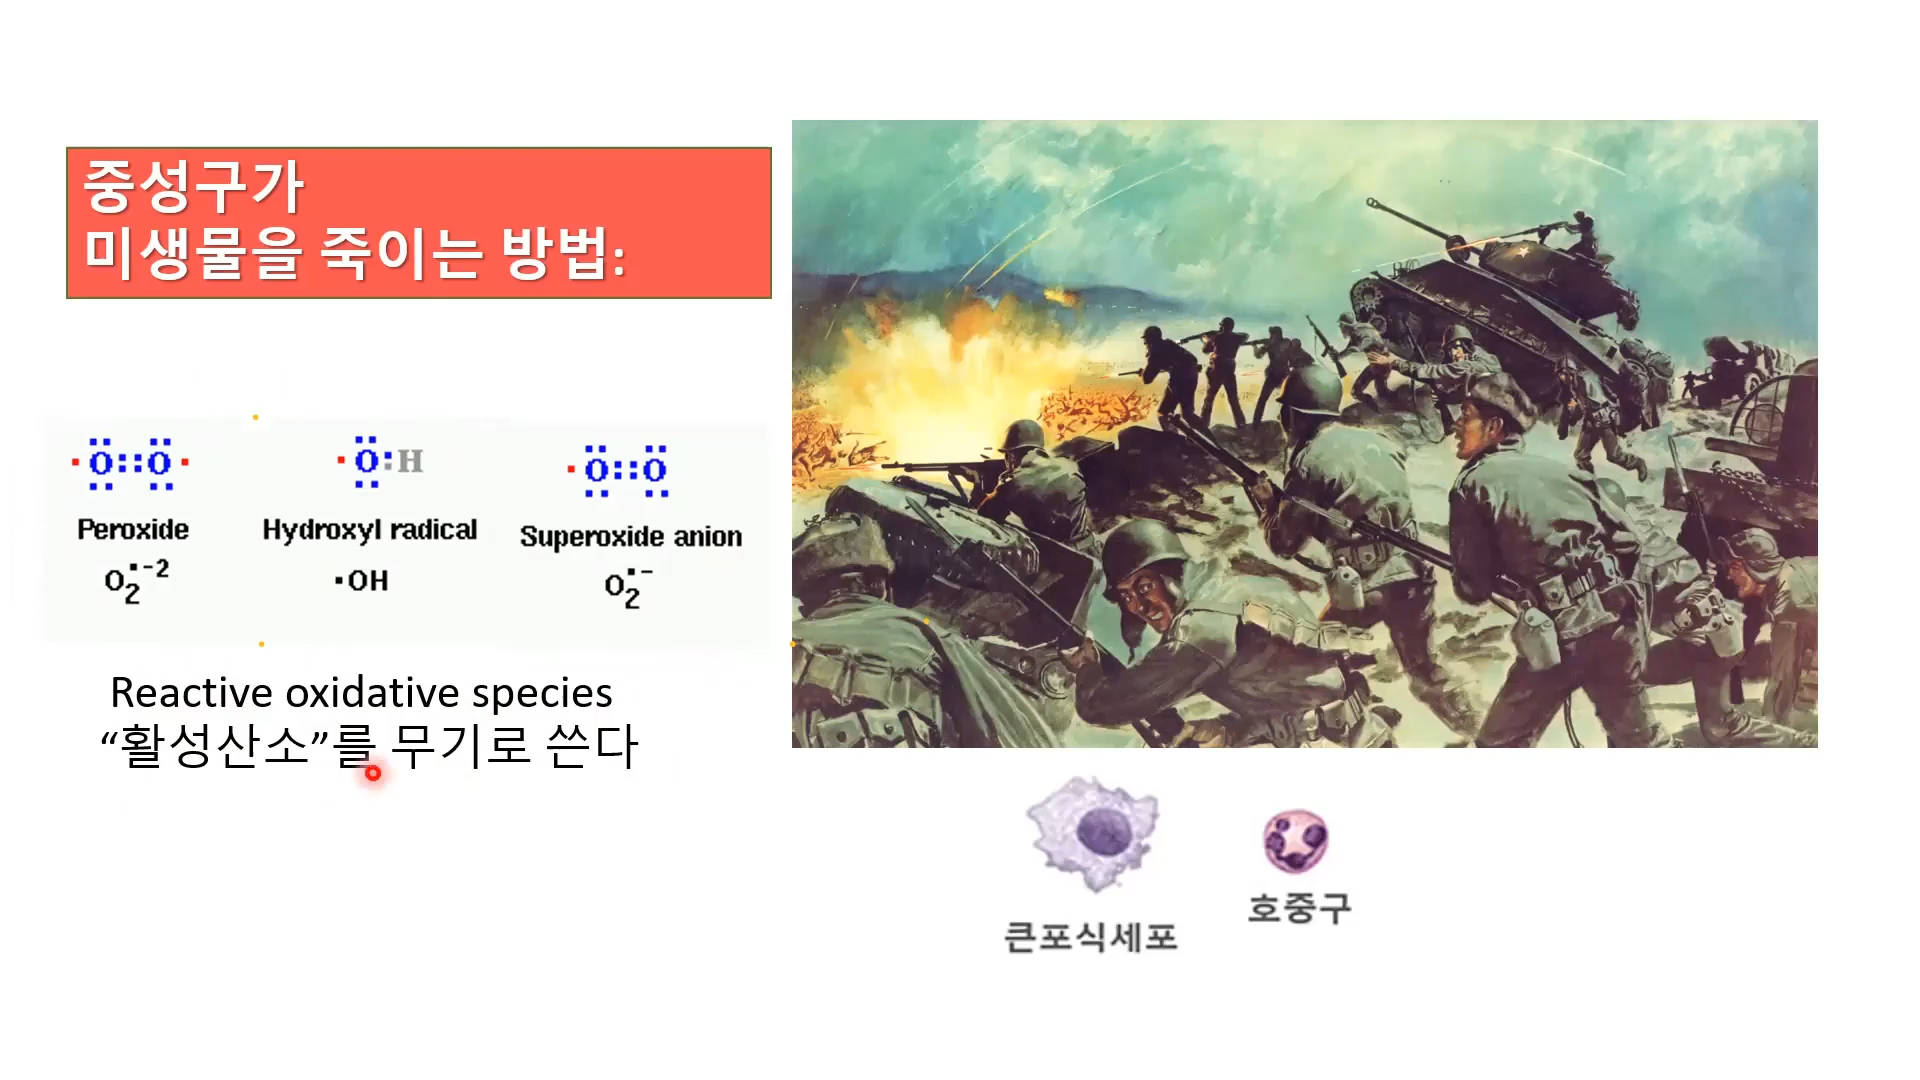 중성구가
미생물을 죽이는 방법:
·O::O·
·O:H
·O::O
Peroxide
Hydroxyl radical
Superoxide anion
O₂•⁻²
•OH
O₂•⁻
Reactive oxidative species
“활성산소”를 무기로 쓴다
큰포식세포
호중구